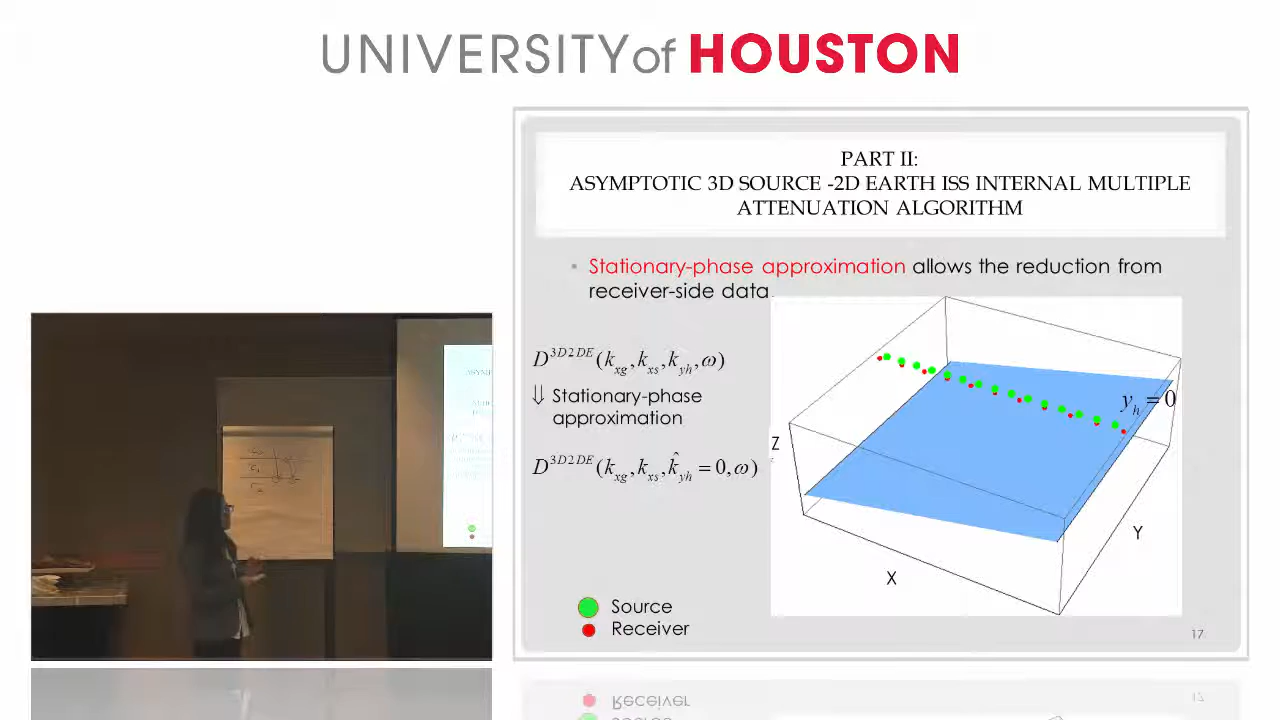 UNIVERSITY of HOUSTON
PART II:
ASYMPTOTIC 3D SOURCE -2D EARTH ISS INTERNAL MULTIPLE
ATTENUATION ALGORITHM
Stationary-phase approximation allows the reduction from
receiver-side data
D^{3D2DE}(k_{xg}, k_{xs}, k_{yh}, ω)
⇓ Stationary-phase
approximation
D^{3D2DE}(k_{xg}, k_{xs}, k̂_{yh} = 0, ω)
y_h = 0
Z
Y
X
Source
Receiver
17